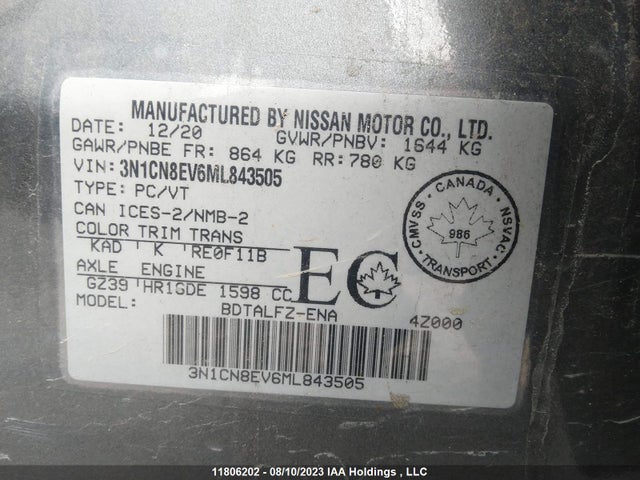 MANUFACTURED BY NISSAN MOTOR CO., LTD.
DATE: 12/20 GVWR/PNBV: 1644 KG
GAWR/PNBE FR: 864 KG RR: 780 KG
VIN: 3N1CN8EV6ML843505
TYPE: PC/VT
CAN ICES-2/NMB-2
COLOR TRIM TRANS
KAD ' K 'RE0F11B
AXLE ENGINE
GZ39 'HR1GDE 1598 CC
EC
MODEL: BDTALFZ-ENA 4Z000
3N1CN8EV6ML843505
CMVSS · CANADA · NSVAC
986
TRANSPORT
11806202 - 08/10/2023 IAA Holdings , LLC